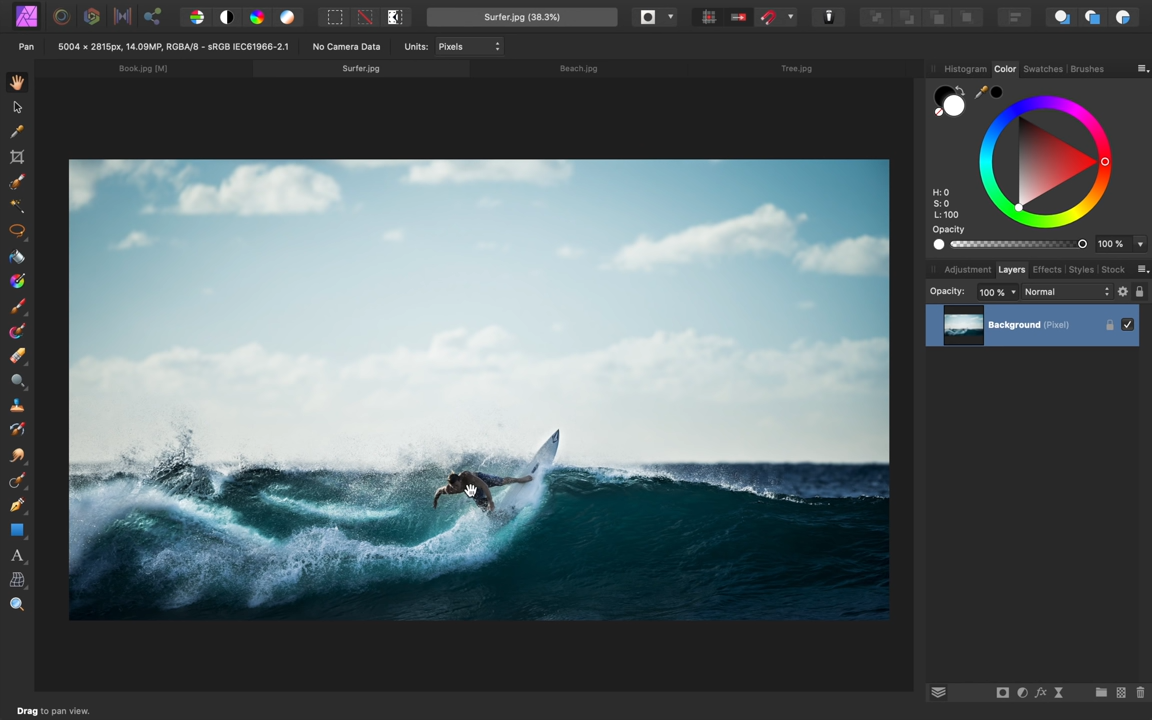 Surfer.jpg (38.3%)
Pan 5004 × 2815px, 14.09MP, RGBA/8 - sRGB IEC61966-2.1 No Camera Data Units: Pixels
Book.jpg [M] Surfer.jpg Beach.jpg Tree.jpg
Histogram Color Swatches Brushes
H: 0
S: 0
L: 100
Opacity
100 %
Adjustment Layers Effects Styles Stock
Opacity: 100 % Normal
Background (Pixel)
fx
A
Drag to pan view.